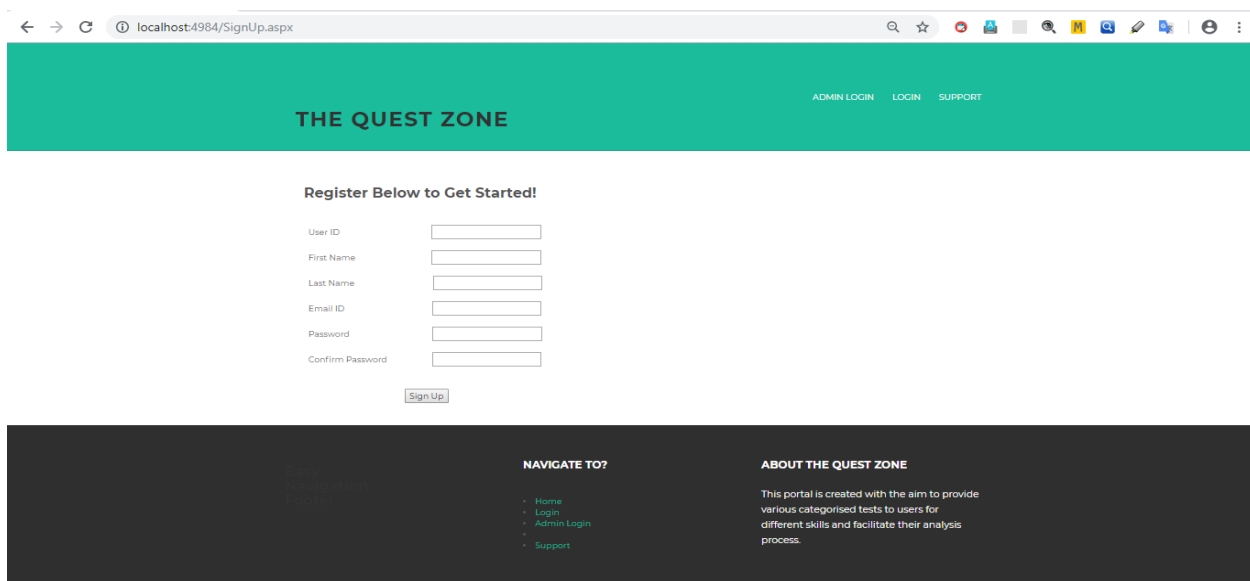 localhost:4984/SignUp.aspx
ADMIN LOGIN LOGIN SUPPORT
THE QUEST ZONE
Register Below to Get Started!
User ID
First Name
Last Name
Email ID
Password
Confirm Password
Sign Up
Easy
Navigation
Footer
NAVIGATE TO?
Home
Login
Admin Login
Support
ABOUT THE QUEST ZONE
This portal is created with the aim to provide
various categorised tests to users for
different skills and facilitate their analysis
process.